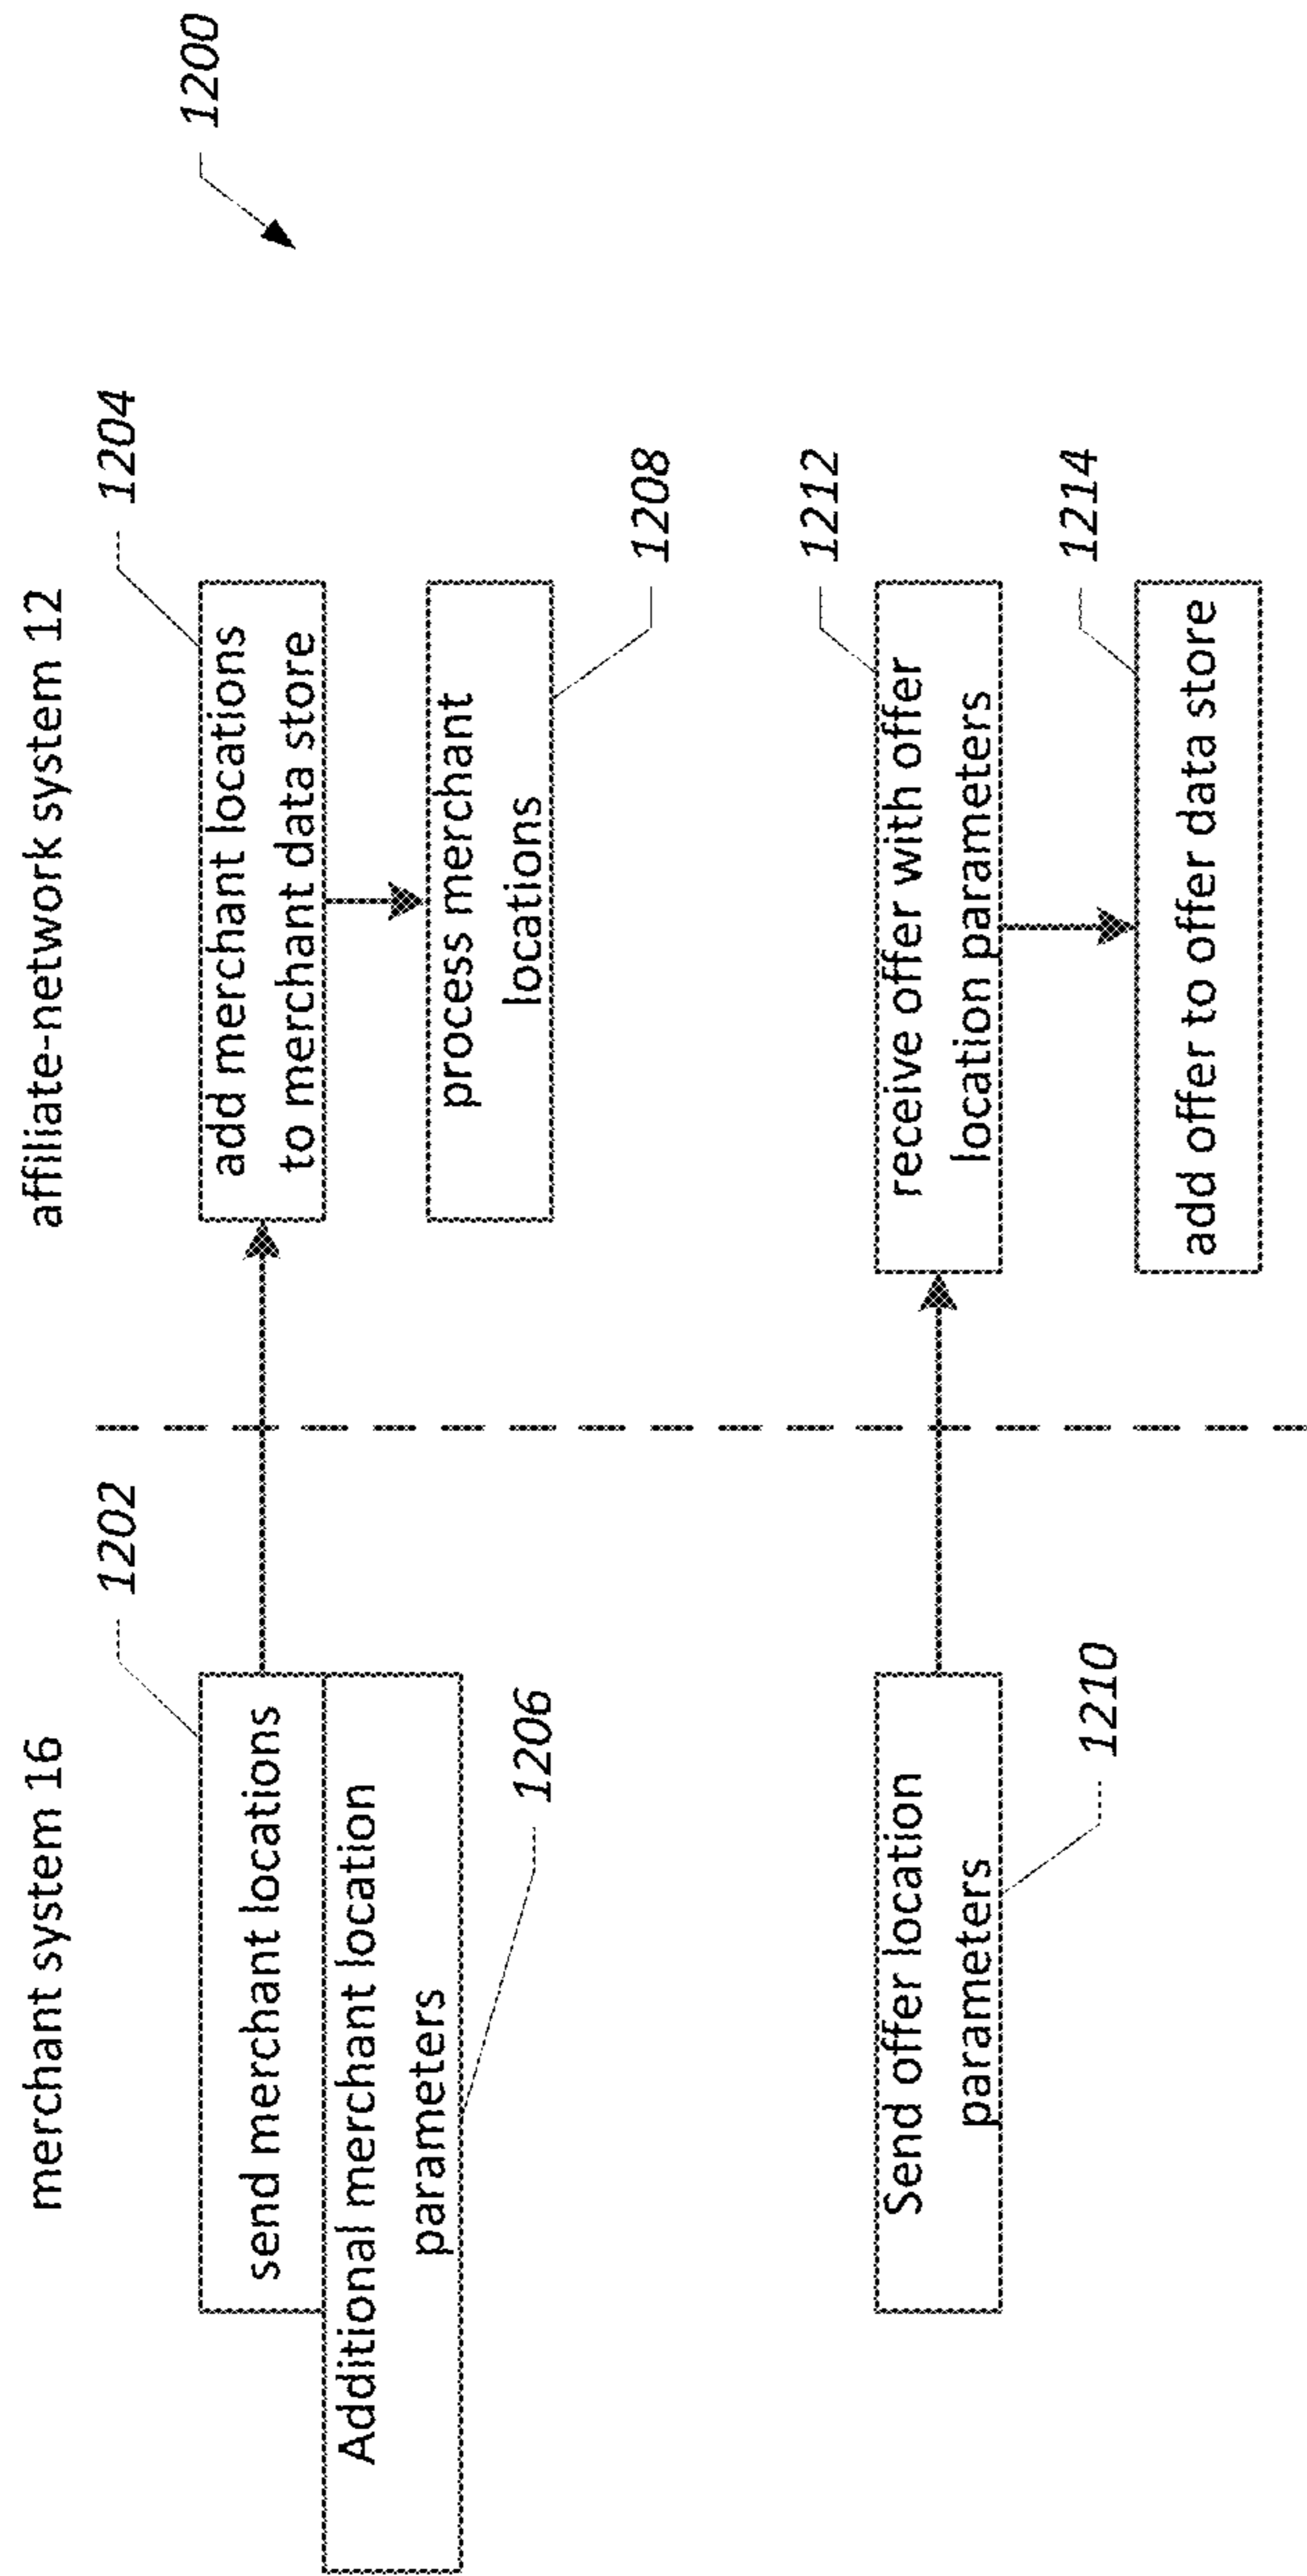 merchant system 16
affiliate-network system 12
1200
1202
1204
send merchant locations
add merchant locations
to merchant data store
Additional merchant location
parameters
process merchant
locations
1206
1208
1212
Send offer location
parameters
receive offer with offer
location parameters
1210
1214
add offer to offer data store